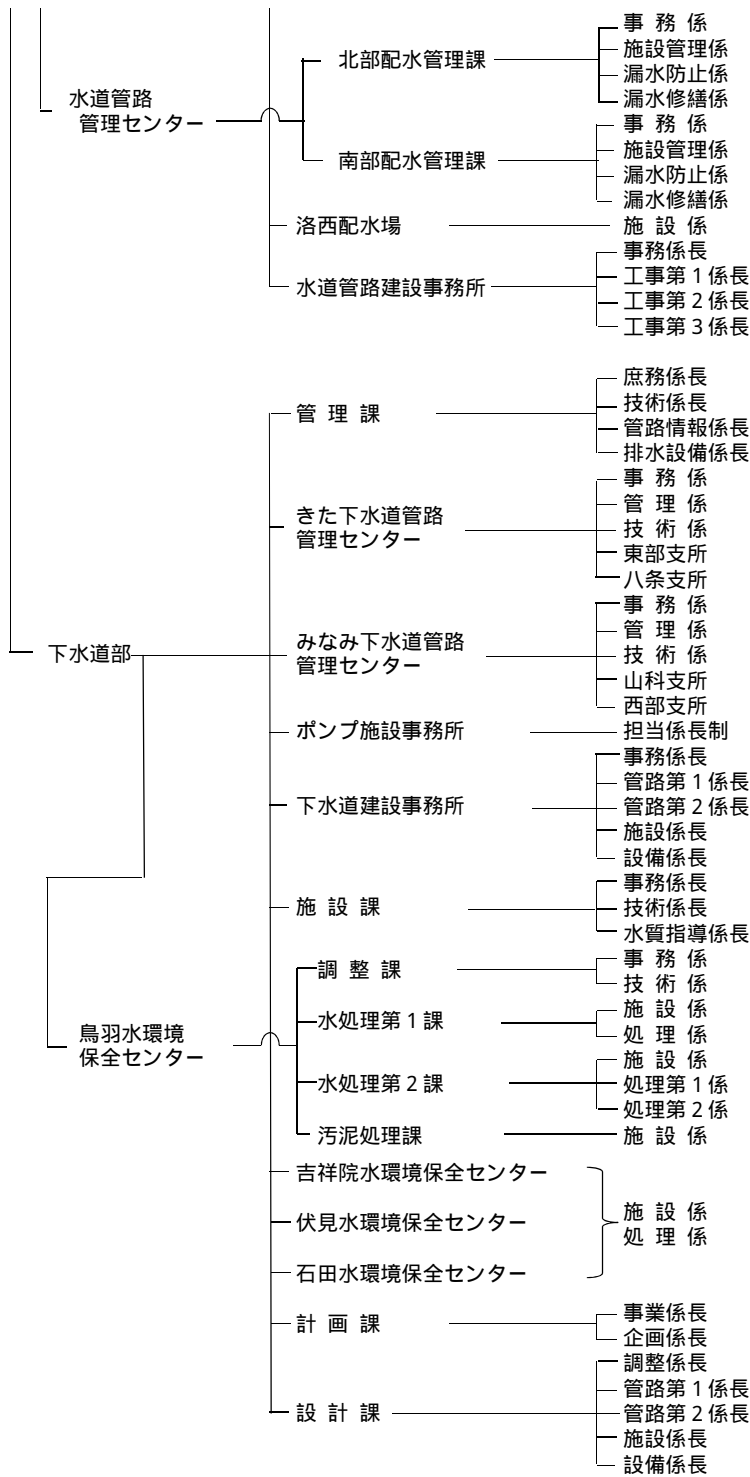 水道管路
管理センター
北部配水管理課
事 務 係
施設管理係
漏水防止係
漏水修繕係
南部配水管理課
事 務 係
施設管理係
漏水防止係
漏水修繕係
洛西配水場
施 設 係
水道管路建設事務所
事務係長
工事第1係長
工事第2係長
工事第3係長
下水道部
管 理 課
庶務係長
技術係長
管路情報係長
排水設備係長
きた下水道管路
管理センター
事 務 係
管 理 係
技 術 係
東部支所
八条支所
みなみ下水道管路
管理センター
事 務 係
管 理 係
技 術 係
山科支所
西部支所
ポンプ施設事務所
担当係長制
下水道建設事務所
事務係長
管路第1係長
管路第2係長
施設係長
設備係長
施 設 課
事務係長
技術係長
水質指導係長
鳥羽水環境
保全センター
調 整 課
事 務 係
技 術 係
水処理第1課
施 設 係
処 理 係
水処理第2課
施 設 係
処理第1係
処理第2係
汚泥処理課
施 設 係
吉祥院水環境保全センター
伏見水環境保全センター
石田水環境保全センター
施 設 係
処 理 係
計 画 課
事業係長
企画係長
設 計 課
調整係長
管路第1係長
管路第2係長
施設係長
設備係長